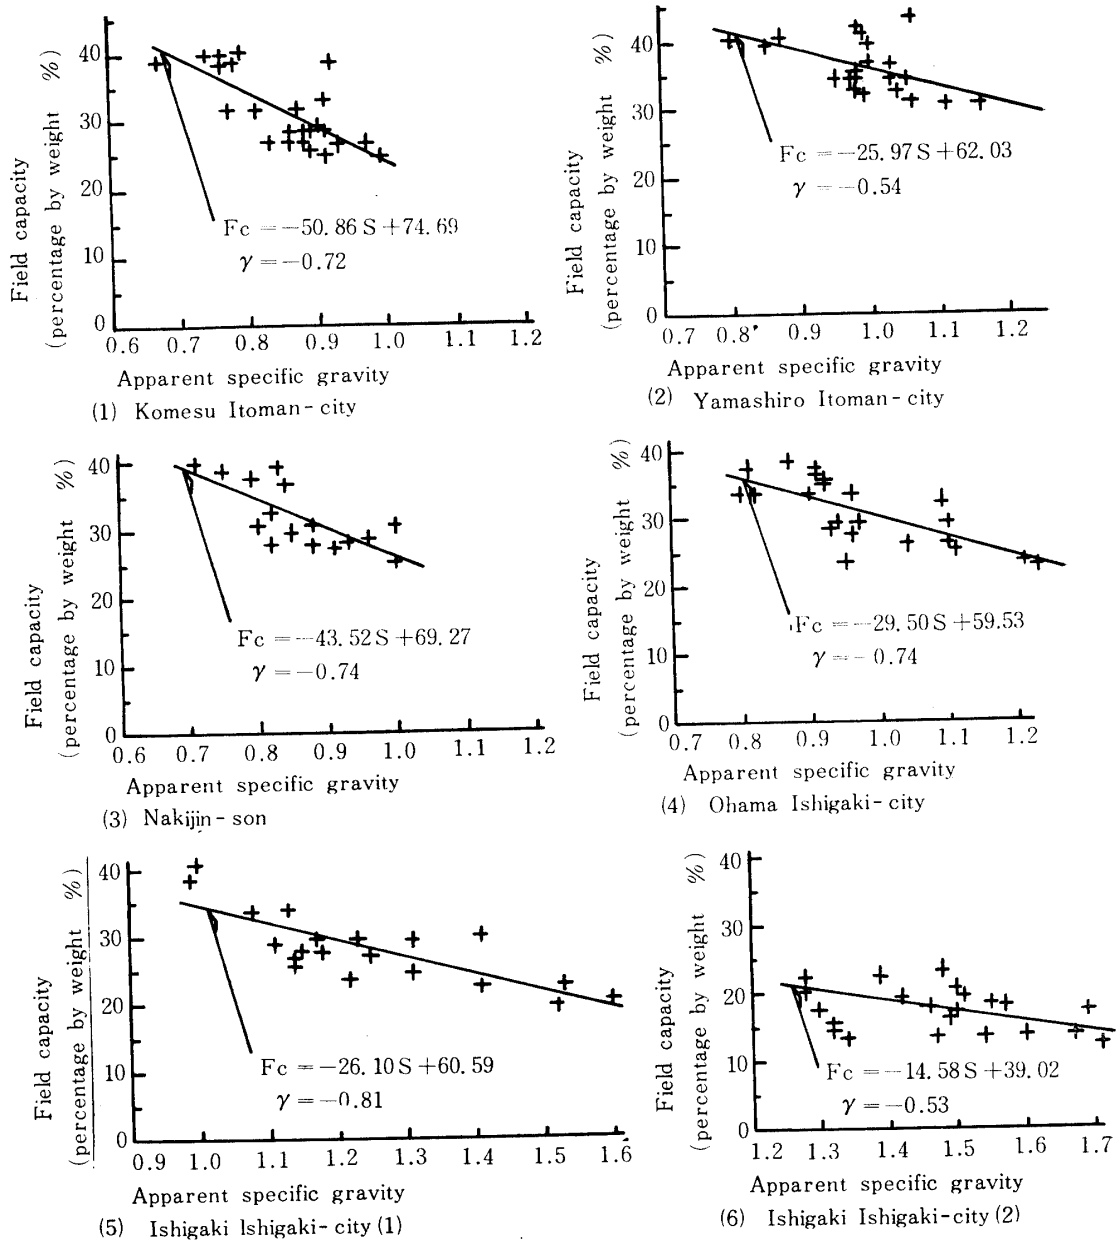 Field capacity
(percentage by weight %)
40
30
20
10
0
Fc =−50.86 S +74.69
γ =−0.72
0.6 0.7 0.8 0.9 1.0 1.1 1.2
Apparent specific gravity
(1) Komesu Itoman-city
Field capacity
(percentage by weight %)
40
30
20
10
0
Fc =−25.97 S +62.03
γ =−0.54
0.7 0.8 0.9 1.0 1.1 1.2
Apparent specific gravity
(2) Yamashiro Itoman-city
Field capacity
(percentage by weight %)
40
30
20
10
0
Fc =−43.52 S +69.27
γ =−0.74
0.6 0.7 0.8 0.9 1.0 1.1 1.2
Apparent specific gravity
(3) Nakijin-son
Field capacity
(percentage by weight %)
40
30
20
10
0
Fc =−29.50 S +59.53
γ =− 0.74
0.7 0.8 0.9 1.0 1.1 1.2
Apparent specific gravity
(4) Ohama Ishigaki-city
Field capacity
(percentage by weight %)
40
30
20
10
0
Fc =−26.10 S +60.59
γ =−0.81
0.9 1.0 1.1 1.2 1.3 1.4 1.5 1.6
Apparent specific gravity
(5) Ishigaki Ishigaki-city (1)
Field capacity
(percentage by weight %)
40
30
20
10
0
Fc =−14.58 S +39.02
γ =−0.53
1.2 1.3 1.4 1.5 1.6 1.7
Apparent specific gravity
(6) Ishigaki Ishigaki-city (2)